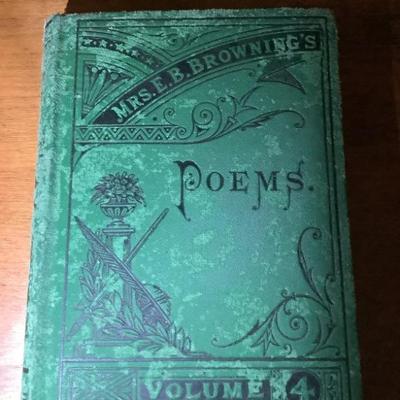 MRS. E. B. BROWNING'S
POEMS.
VOLUME 4